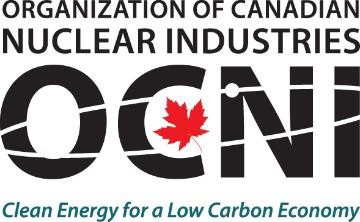 ORGANIZATION OF CANADIAN
NUCLEAR INDUSTRIES
OCNI
Clean Energy for a Low Carbon Economy